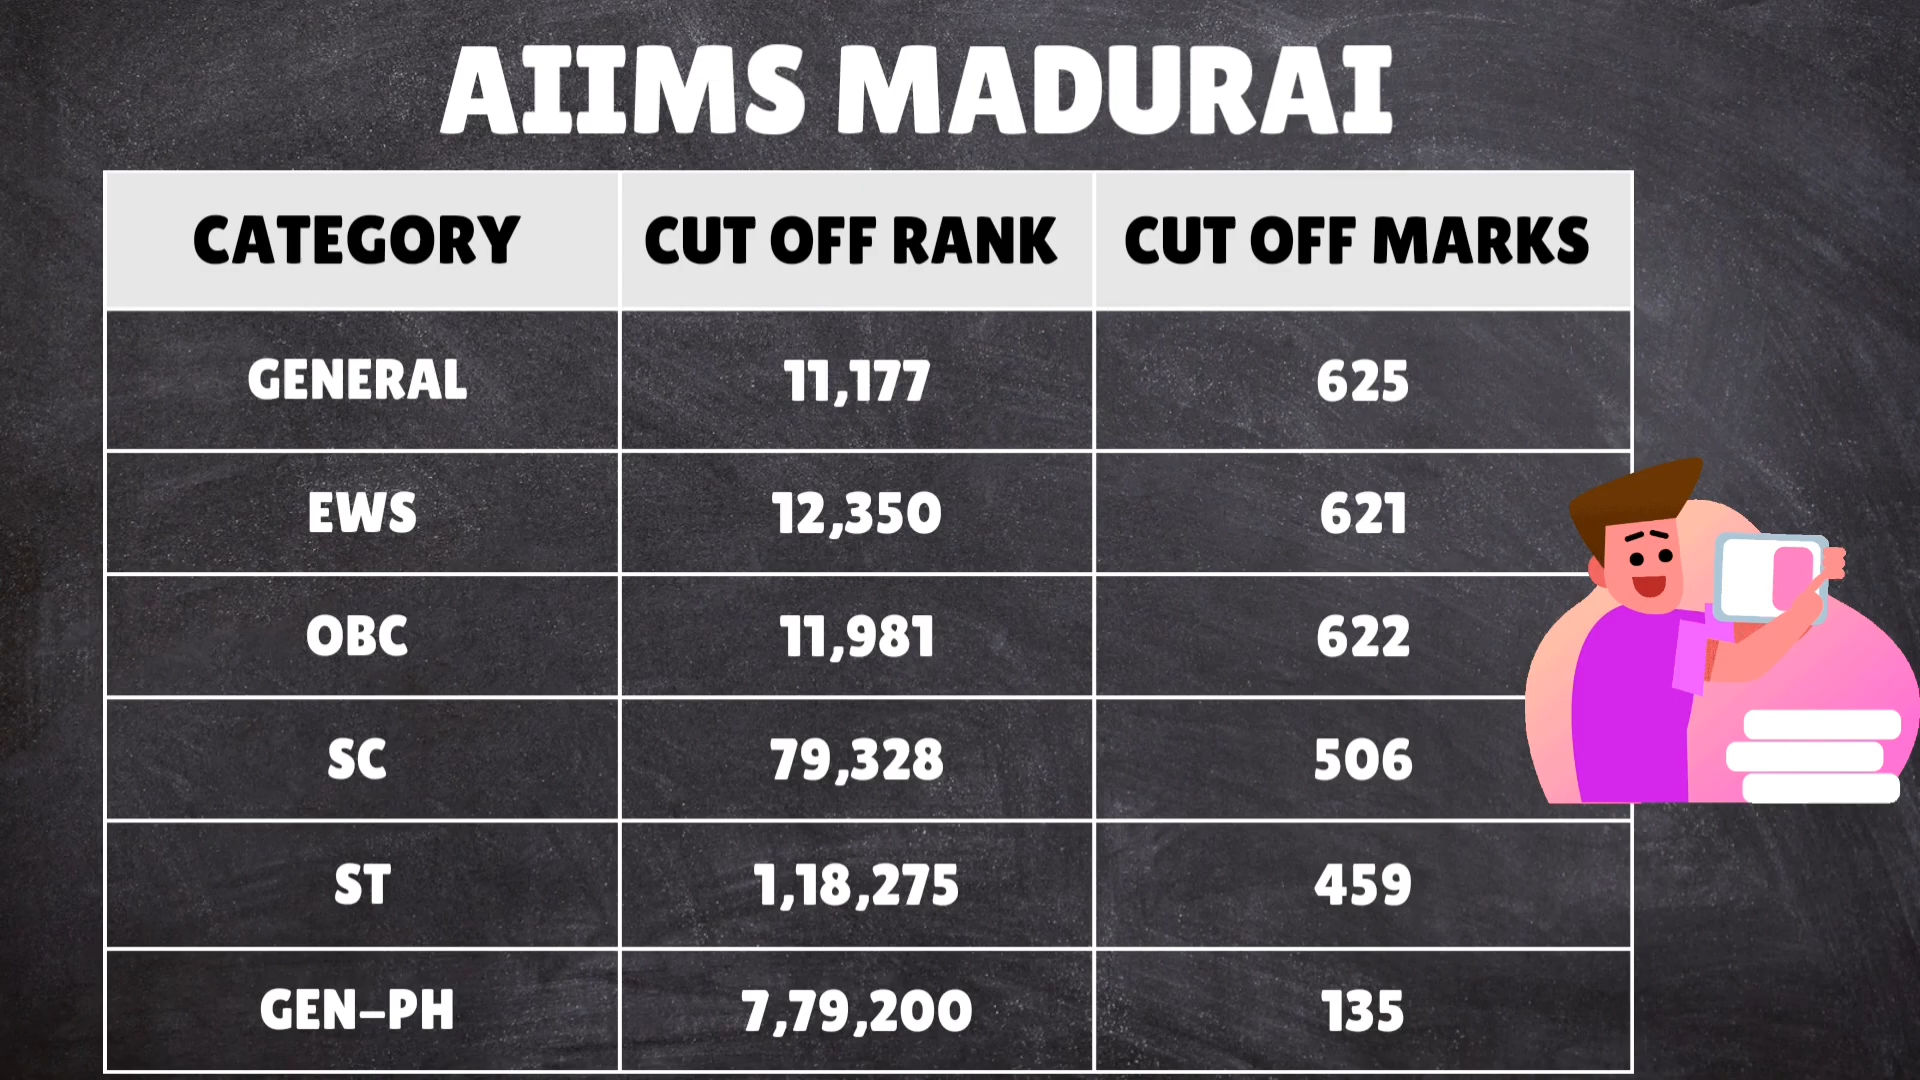 AIIMS MADURAI
CATEGORY CUT OFF RANK CUT OFF MARKS
GENERAL 11,177 625
EWS 12,350 621
OBC 11,981 622
SC 79,328 506
ST 1,18,275 459
GEN-PH 7,79,200 135